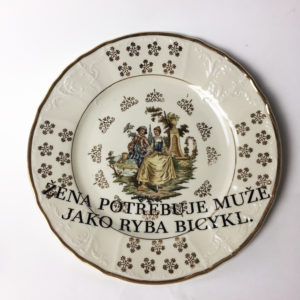 ŽENA POTŘEBUJE MUŽE
JAKO RYBA BICYKL.